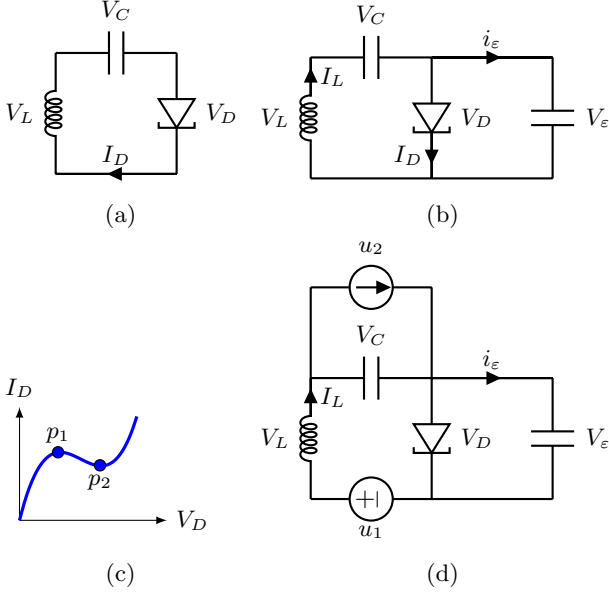 V_C
V_L
V_D
I_D
(a)
V_C
i_ε
I_L
V_L
V_D
V_ε
I_D
(b)
I_D
p_1
p_2
V_D
(c)
u_2
V_C
i_ε
I_L
V_L
V_D
V_ε
+|
u_1
(d)